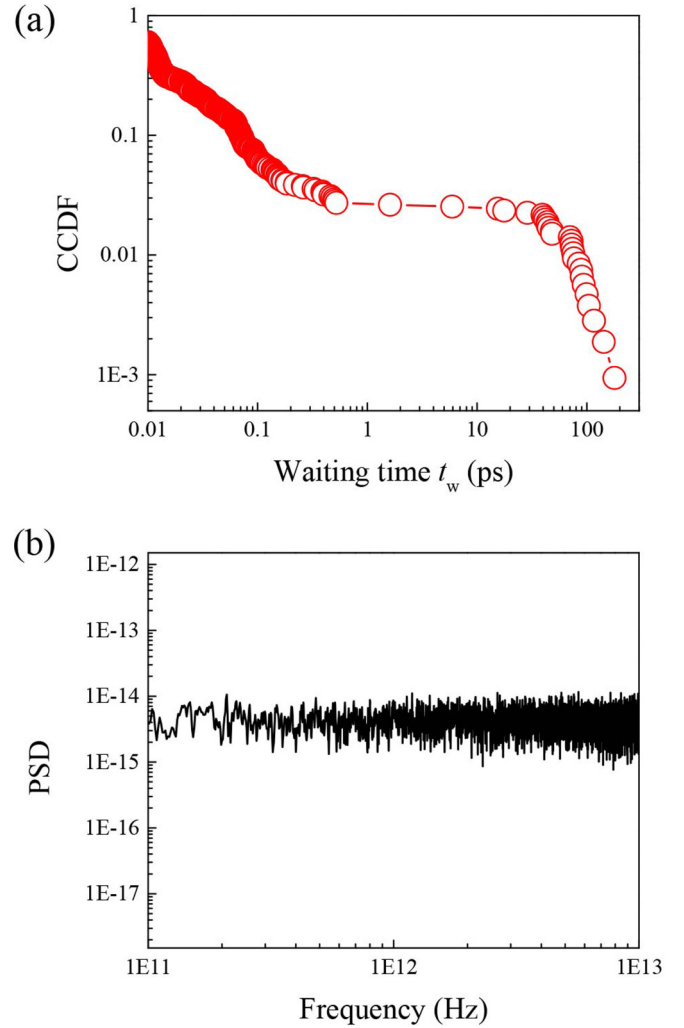 (a)
1
0.1
0.01
1E-3
CCDF
0.01 0.1 1 10 100
Waiting time t_w (ps)
(b)
1E-12
1E-13
1E-14
1E-15
1E-16
1E-17
PSD
1E11 1E12 1E13
Frequency (Hz)